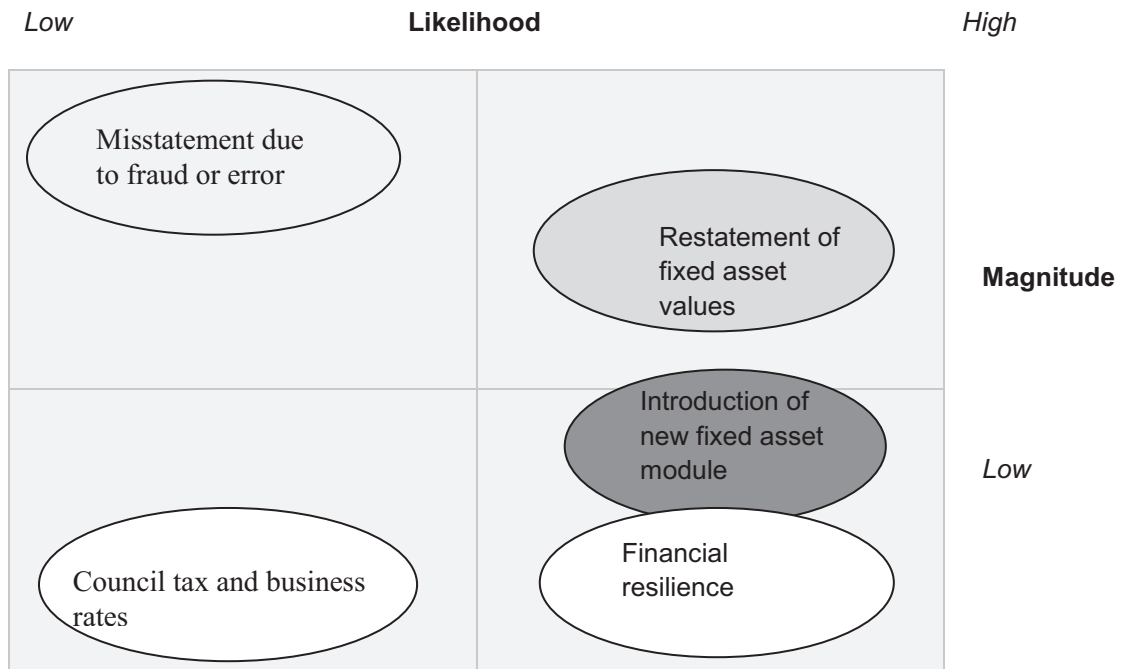 Low Likelihood High
Misstatement due
to fraud or error
Restatement of
fixed asset
values
Magnitude
Introduction of
new fixed asset
module
Low
Financial
resilience
Council tax and business
rates